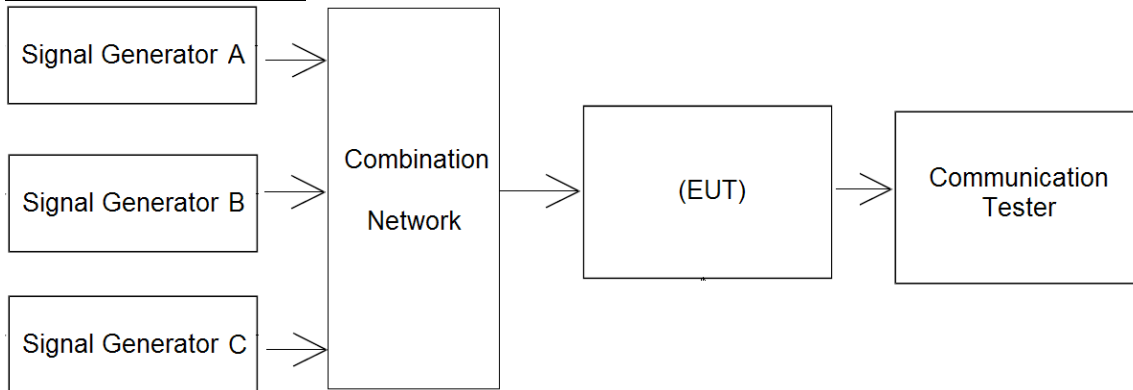 Signal Generator A
Signal Generator B
Signal Generator C
Combination
Network
(EUT)
Communication
Tester